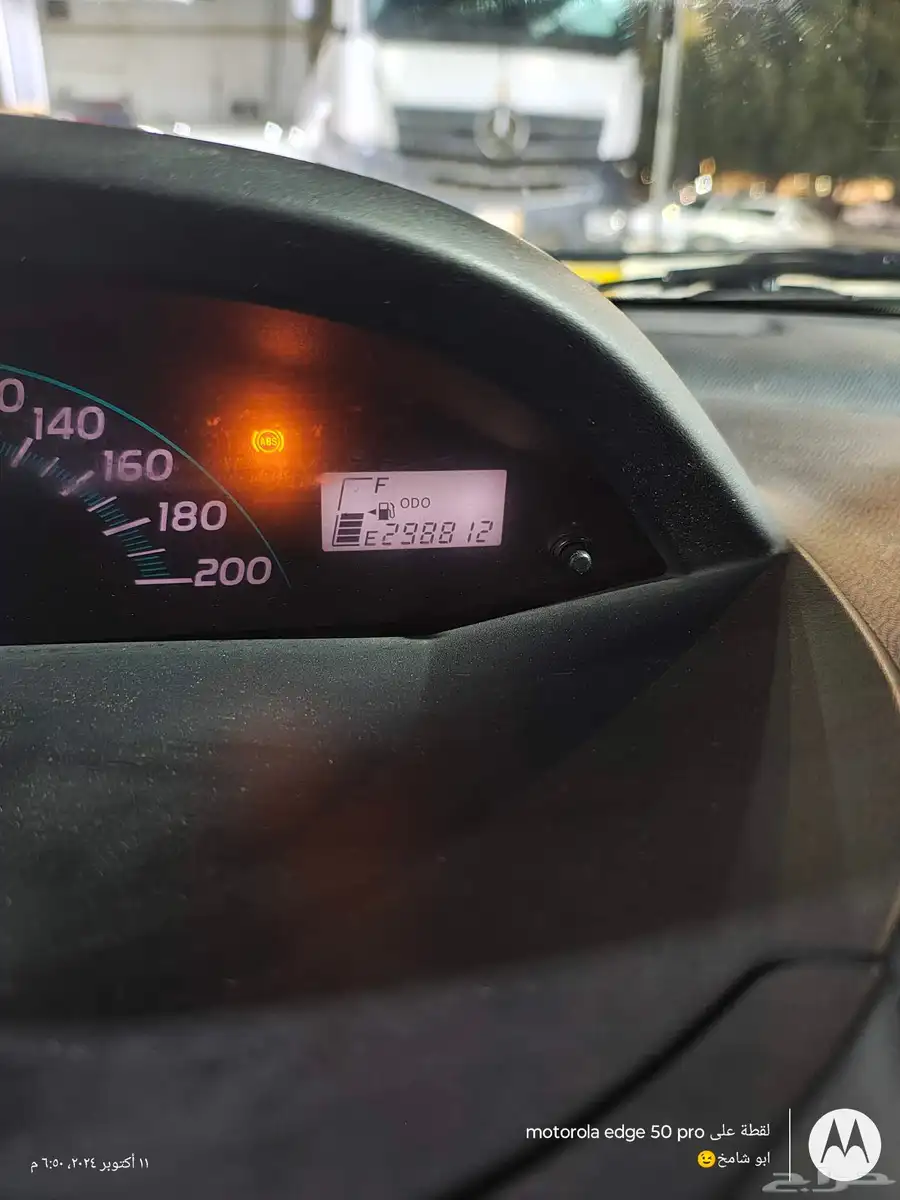 140
160
180
200
ABS
F
ODO
E 298812
لقطة على motorola edge 50 pro
ابو شامخ😉
١١ أكتوبر ٢٠٢٤، ٦:٥٠ م
حراج